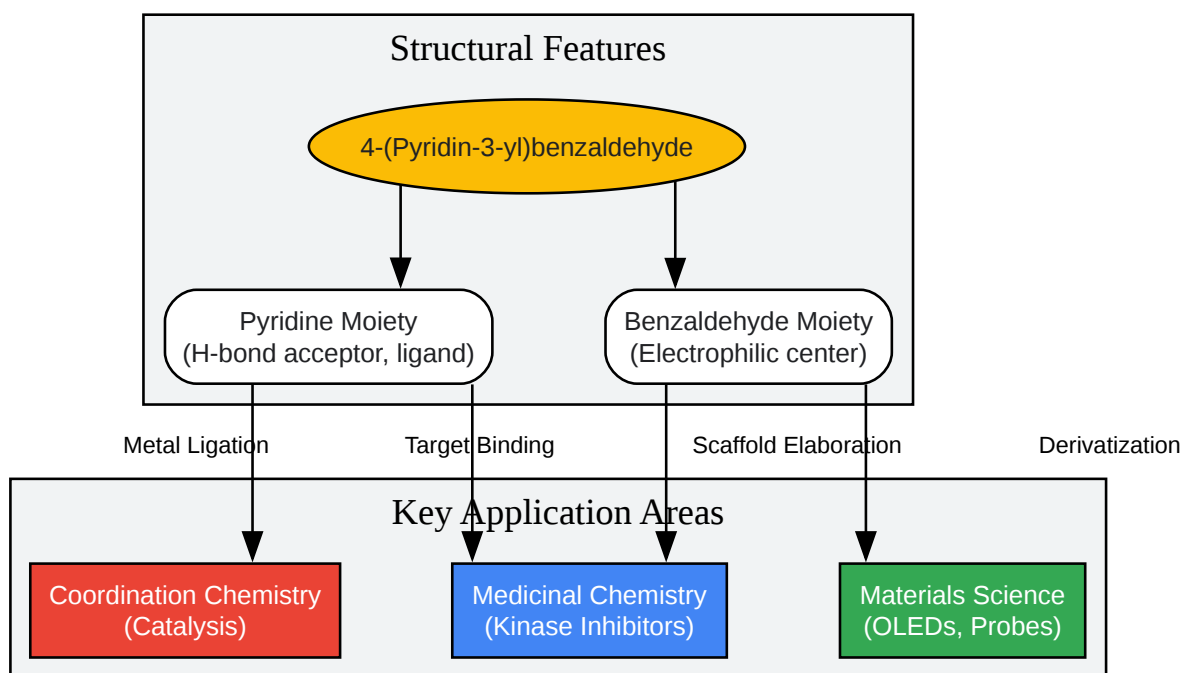 Structural Features
4-(Pyridin-3-yl)benzaldehyde
Pyridine Moiety
(H-bond acceptor, ligand)
Benzaldehyde Moiety
(Electrophilic center)
Metal Ligation
Target Binding
Scaffold Elaboration
Derivatization
Key Application Areas
Coordination Chemistry
(Catalysis)
Medicinal Chemistry
(Kinase Inhibitors)
Materials Science
(OLEDs, Probes)